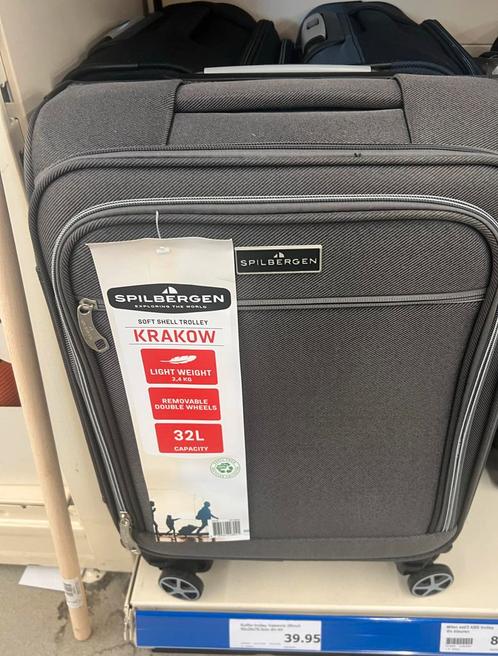 SPILBERGEN
SPILBERGEN
EXPLORING THE WORLD
SOFT SHELL TROLLEY
KRAKOW
LIGHT WEIGHT
2,4 KG
REMOVABLE
DOUBLE WHEELS
32L
CAPACITY
39.95
8